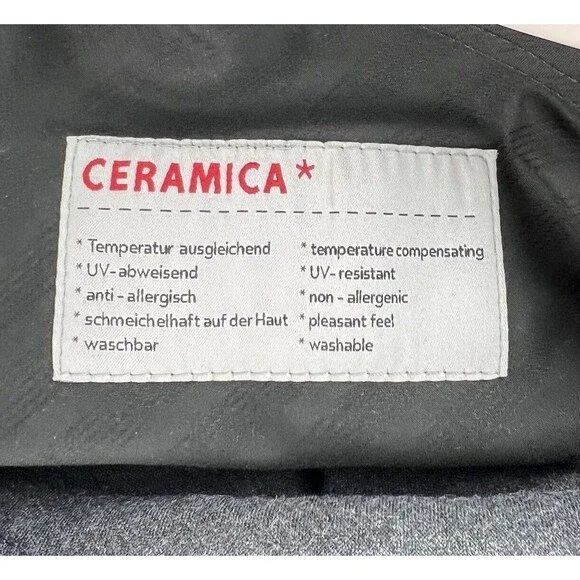 CERAMICA*
* Temperatur ausgleichend
* UV-abweisend
* anti-allergisch
* schmeichelhaft auf der Haut
* waschbar
* temperature compensating
* UV-resistant
* non-allergenic
* pleasant feel
* washable